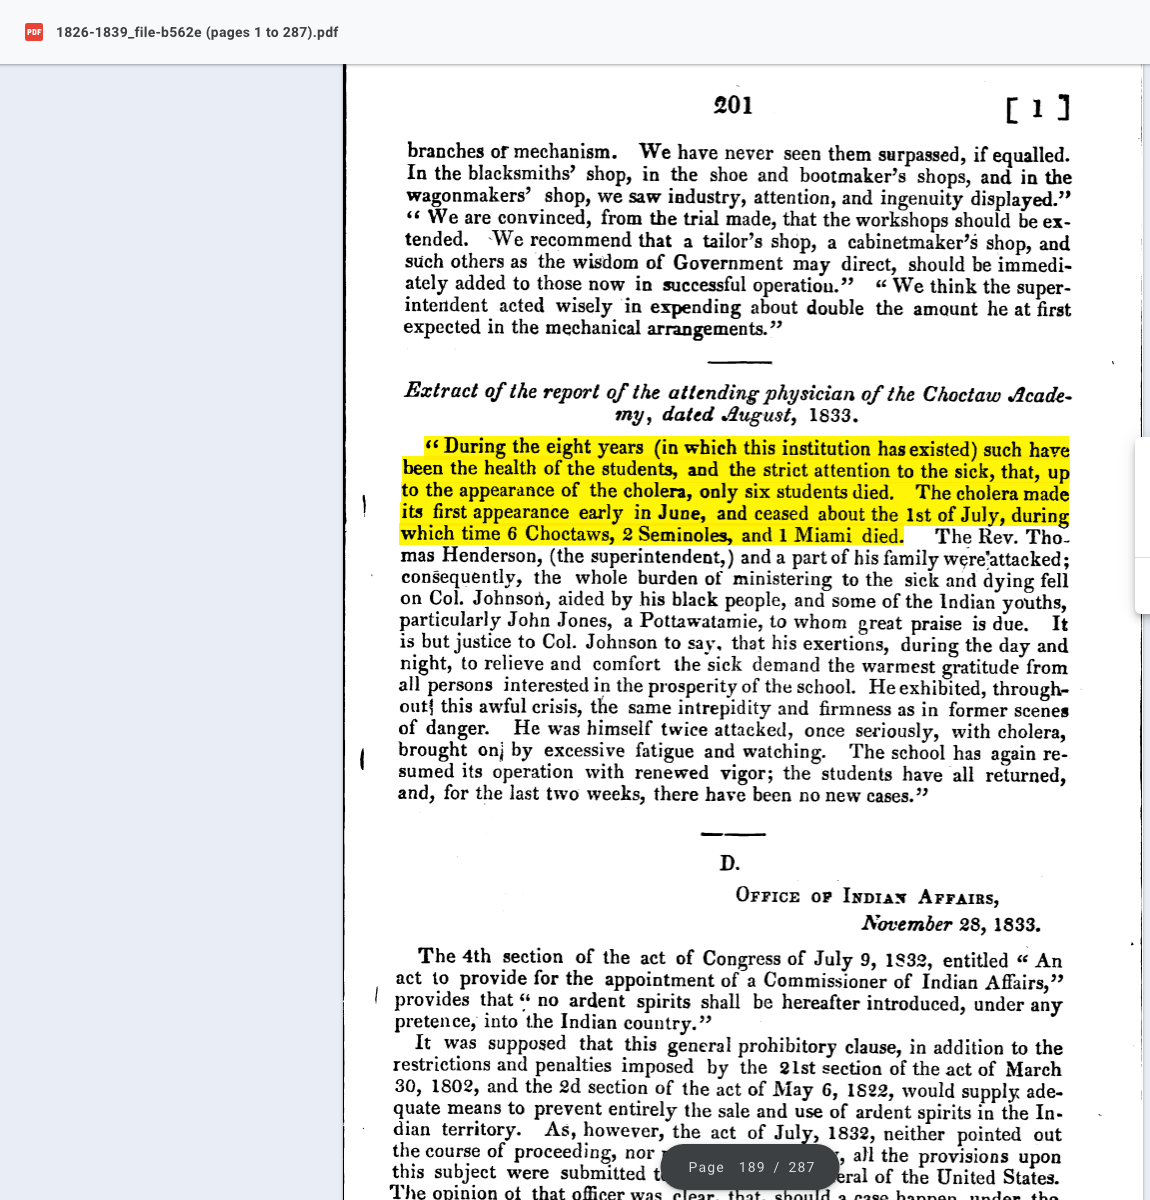 PDF 1826-1839_file-b562e (pages 1 to 287).pdf
201 [ 1 ]
branches of mechanism. We have never seen them surpassed, if equalled.
In the blacksmiths' shop, in the shoe and bootmaker's shops, and in the
wagonmakers' shop, we saw industry, attention, and ingenuity displayed.”
“ We are convinced, from the trial made, that the workshops should be ex-
tended. We recommend that a tailor's shop, a cabinetmaker's shop, and
such others as the wisdom of Government may direct, should be immedi-
ately added to those now in successful operation.” “ We think the super-
intendent acted wisely in expending about double the amount he at first
expected in the mechanical arrangements.”
Extract of the report of the attending physician of the Choctaw Acade-
my, dated August, 1833.
“ During the eight years (in which this institution has existed) such have
been the health of the students, and the strict attention to the sick, that, up
to the appearance of the cholera, only six students died. The cholera made
its first appearance early in June, and ceased about the 1st of July, during
which time 6 Choctaws, 2 Seminoles, and 1 Miami died. The Rev. Tho-
mas Henderson, (the superintendent,) and a part of his family were attacked;
consequently, the whole burden of ministering to the sick and dying fell
on Col. Johnson, aided by his black people, and some of the Indian youths,
particularly John Jones, a Pottawatamie, to whom great praise is due. It
is but justice to Col. Johnson to say, that his exertions, during the day and
night, to relieve and comfort the sick demand the warmest gratitude from
all persons interested in the prosperity of the school. He exhibited, through-
out this awful crisis, the same intrepidity and firmness as in former scenes
of danger. He was himself twice attacked, once seriously, with cholera,
brought on by excessive fatigue and watching. The school has again re-
sumed its operation with renewed vigor; the students have all returned,
and, for the last two weeks, there have been no new cases.”
D.
OFFICE OF INDIAN AFFAIRS,
November 28, 1833.
The 4th section of the act of Congress of July 9, 1832, entitled “ An
act to provide for the appointment of a Commissioner of Indian Affairs,”
provides that “ no ardent spirits shall be hereafter introduced, under any
pretence, into the Indian country.”
It was supposed that this general prohibitory clause, in addition to the
restrictions and penalties imposed by the 21st section of the act of March
30, 1802, and the 2d section of the act of May 6, 1822, would supply ade-
quate means to prevent entirely the sale and use of ardent spirits in the In-
dian territory. As, however, the act of July, 1832, neither pointed out
the course of proceeding, nor , all the provisions upon
this subject were submitted eral of the United States.
The opinion of that officer was clear, that, should a case happen under the
Page 189 / 287